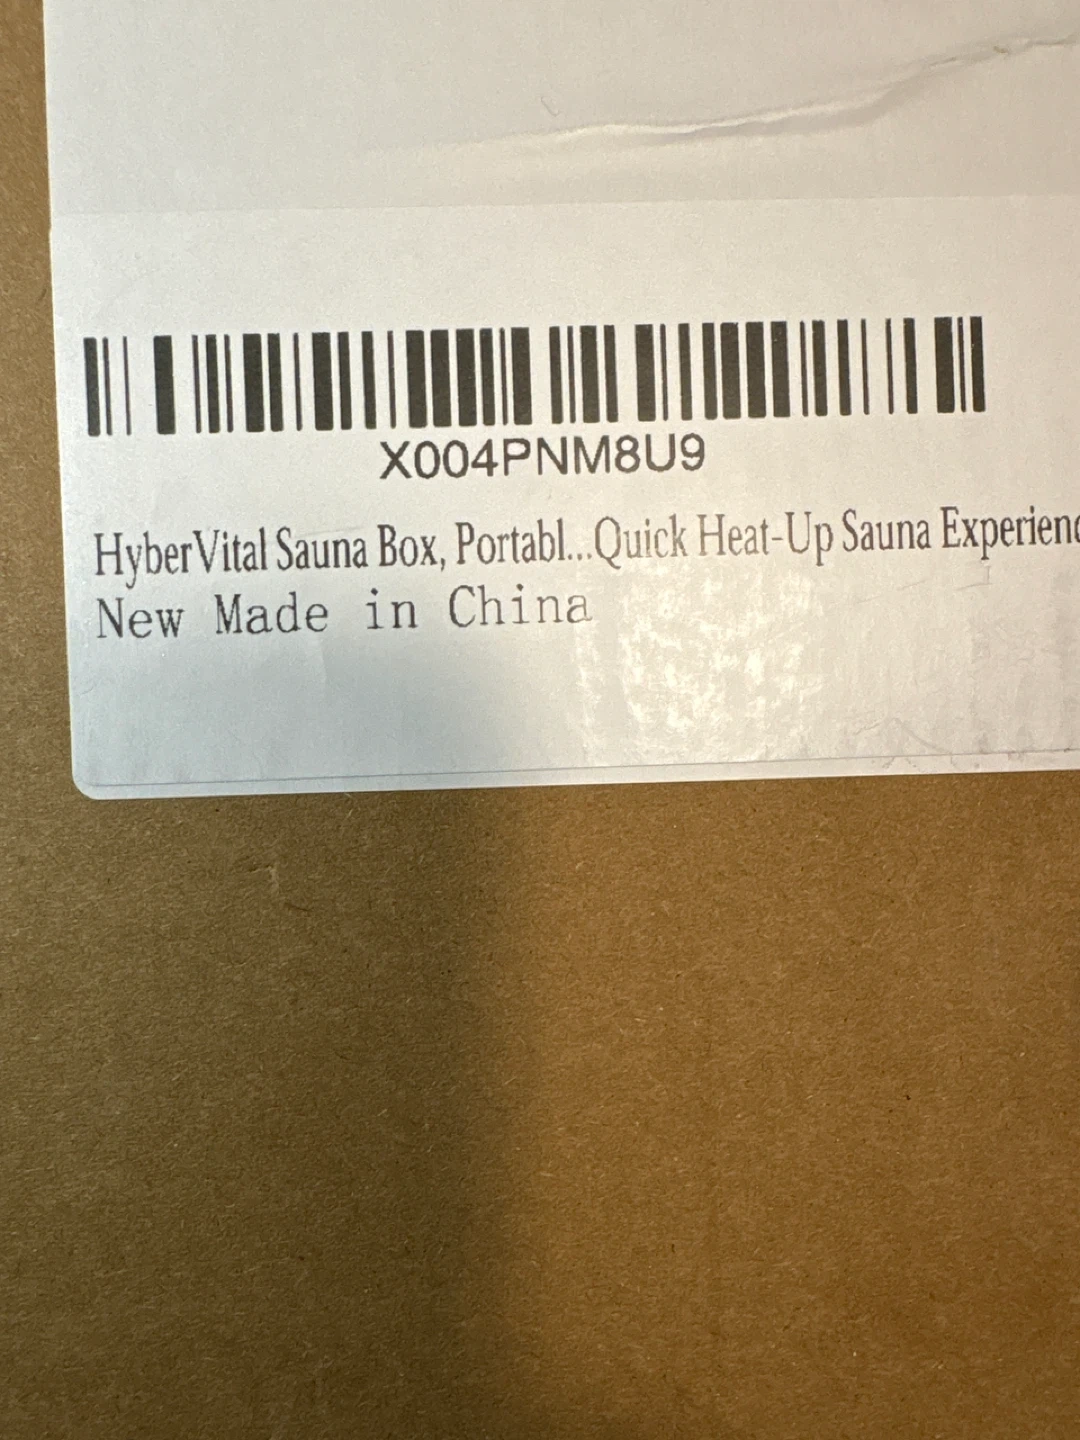 X004PNM8U9
HyberVital Sauna Box, Portabl...Quick Heat-Up Sauna Experienc
New Made in China